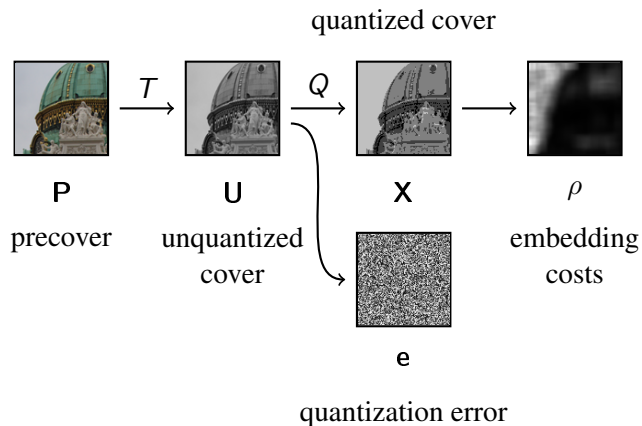 quantized cover
T
Q
P
U
X
ρ
precover
unquantized
cover
embedding
costs
e
quantization error